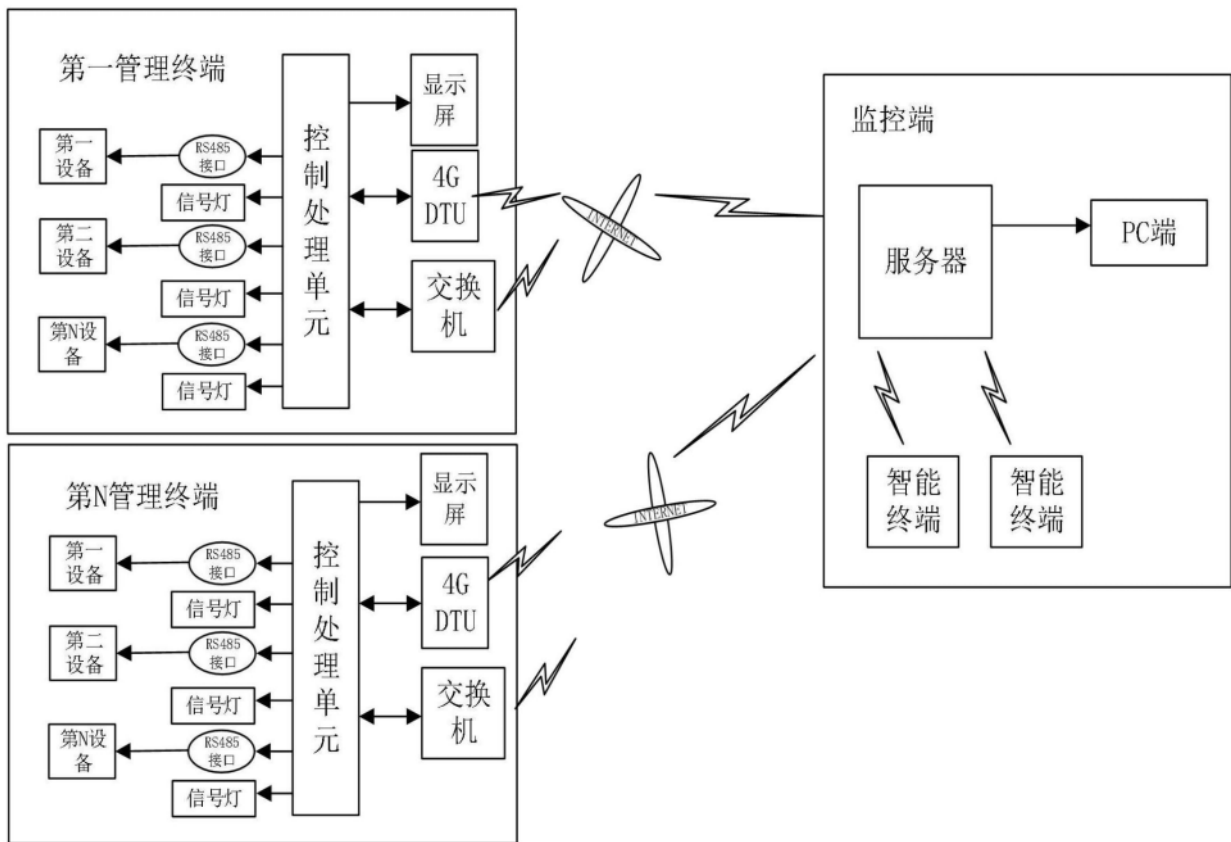 第一管理终端
第一
设备
RS485
接口
信号灯
第二
设备
RS485
接口
信号灯
第N设
备
RS485
接口
信号灯
控
制
处
理
单
元
显示
屏
4G
DTU
交换
机
INTERNET
第N管理终端
第一
设备
RS485
接口
信号灯
第二
设备
RS485
接口
信号灯
第N设
备
RS485
接口
信号灯
控
制
处
理
单
元
显示
屏
4G
DTU
交换
机
INTERNET
监控端
服务器
PC端
智能
终端
智能
终端